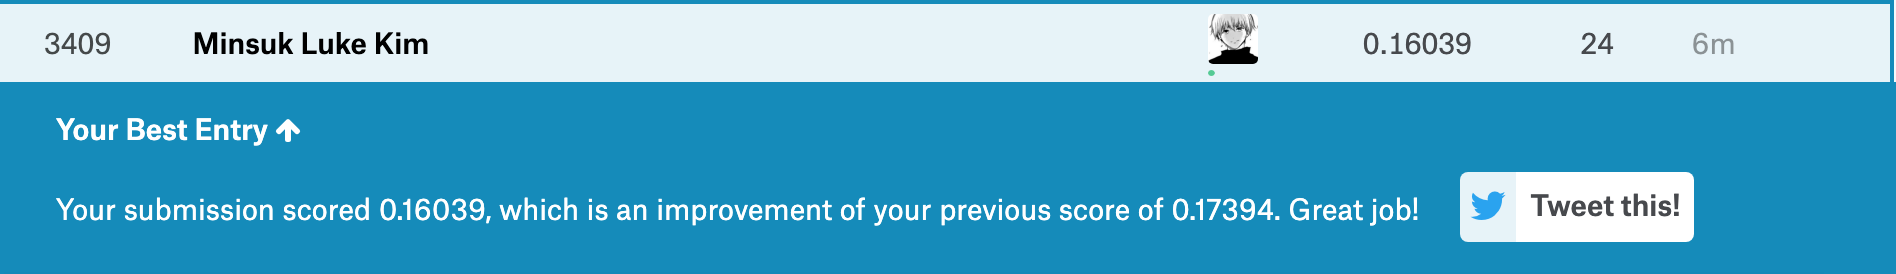 3409 Minsuk Luke Kim 0.16039 24 6m
Your Best Entry
Your submission scored 0.16039, which is an improvement of your previous score of 0.17394. Great job! Tweet this!